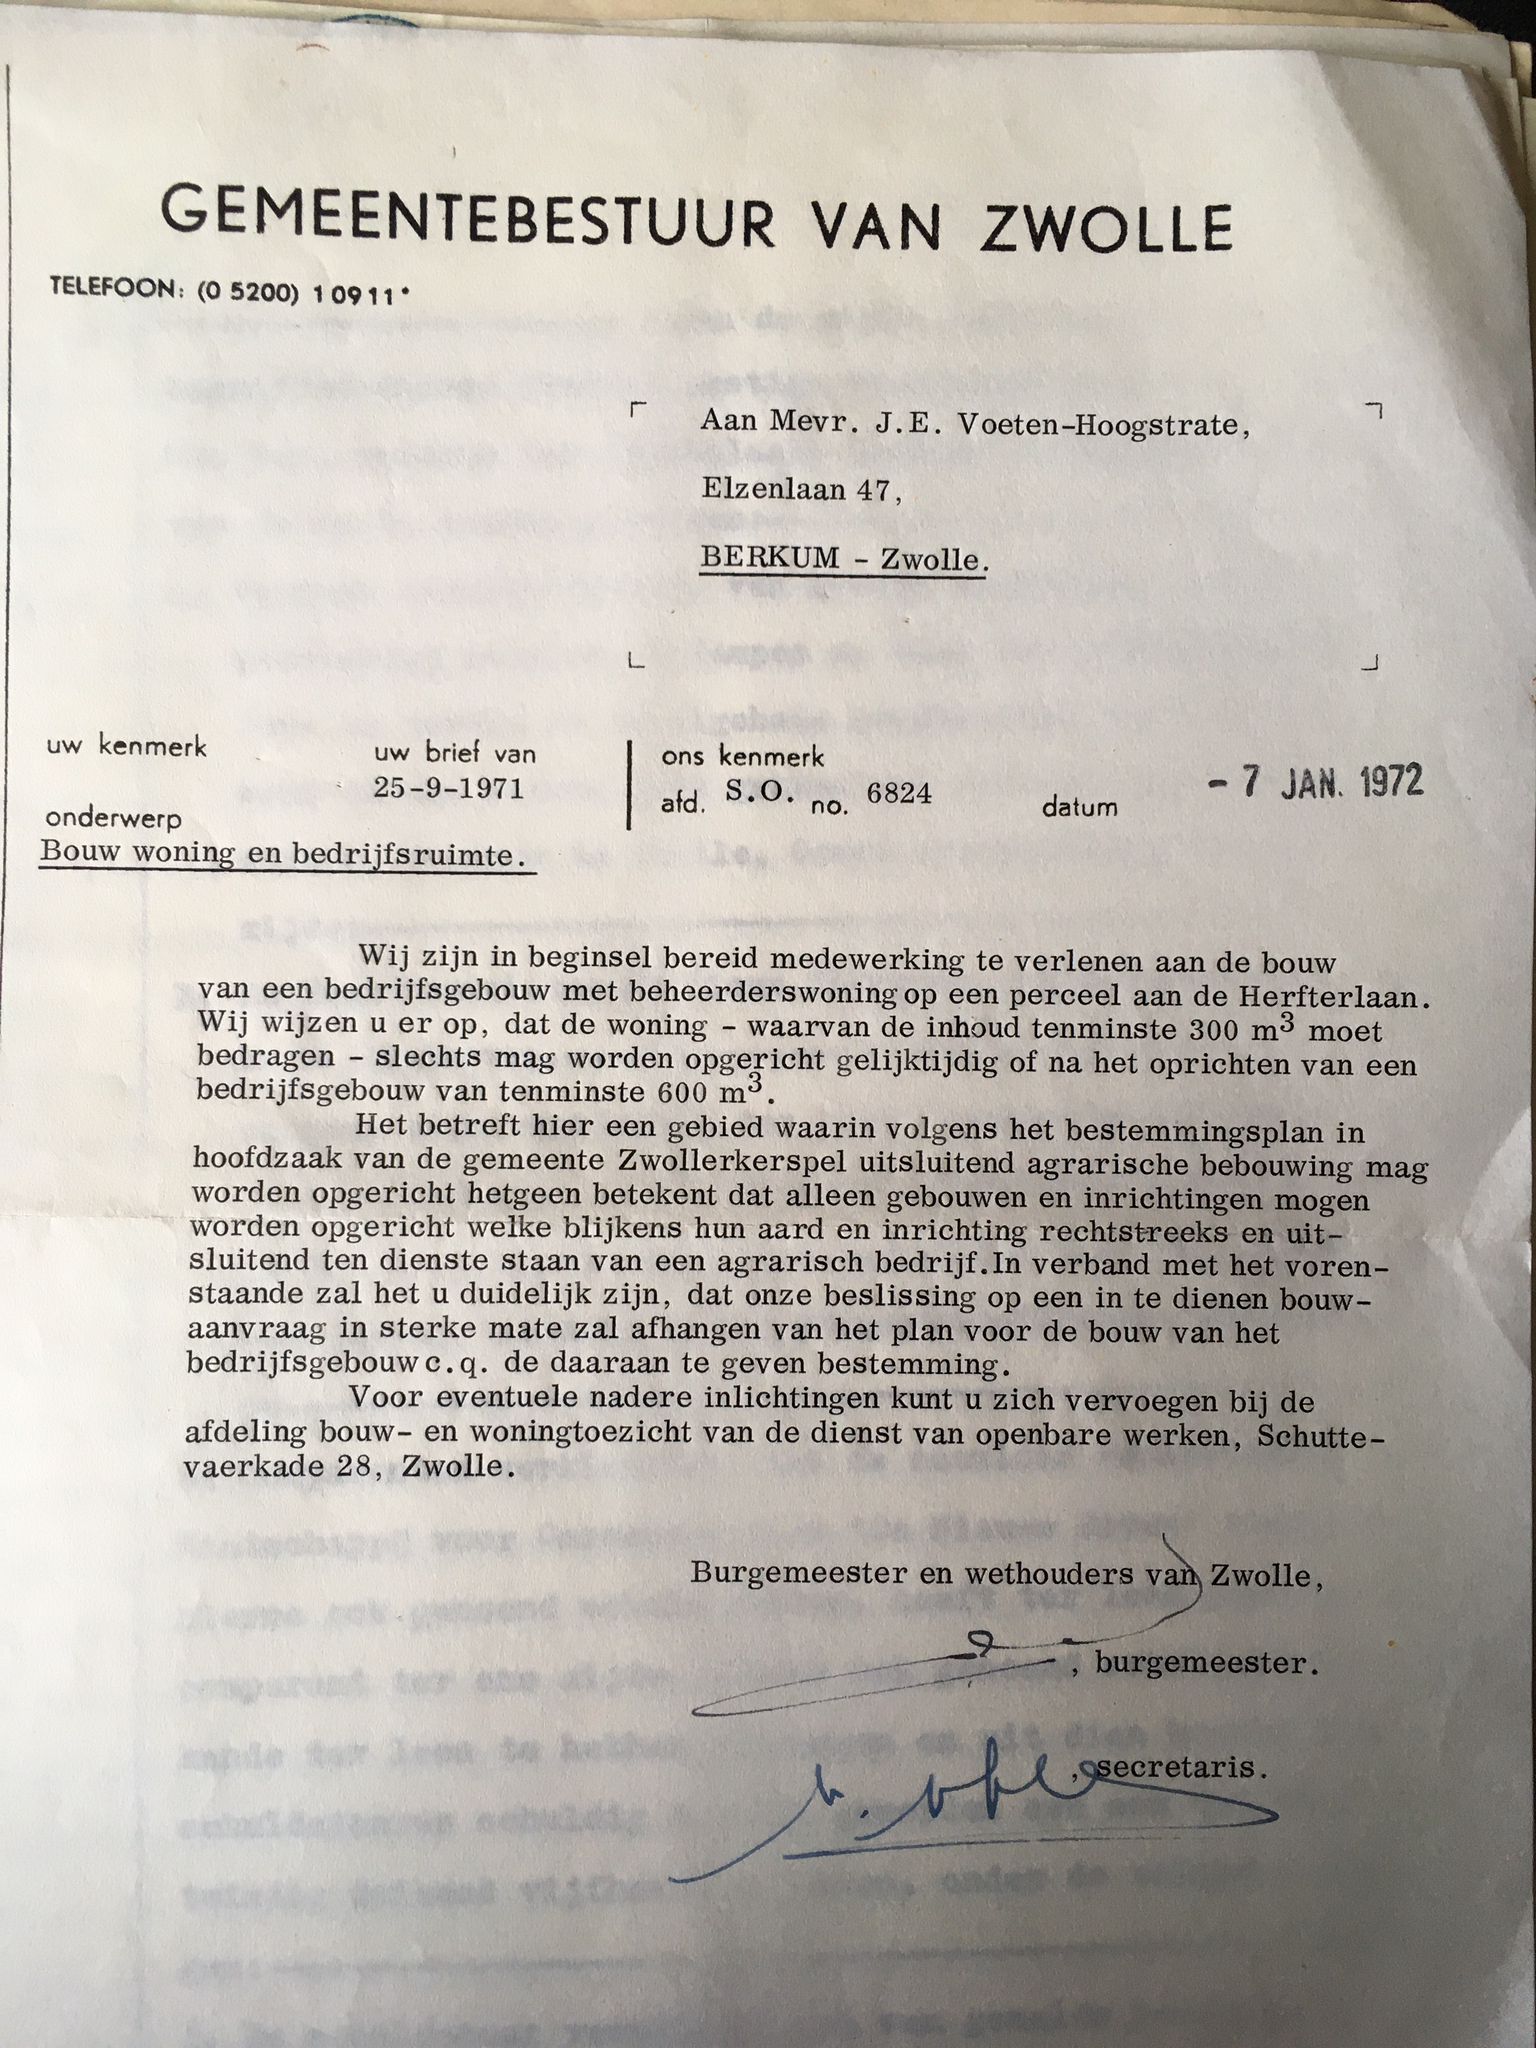 GEMEENTEBESTUUR VAN ZWOLLE
TELEFOON: (0 5200) 1 09 11*
Aan Mevr. J.E. Voeten-Hoogstrate,
Elzenlaan 47,
BERKUM - Zwolle.
uw kenmerk uw brief van ons kenmerk
25-9-1971 afd. S.O. no. 6824 datum - 7 JAN. 1972
onderwerp
Bouw woning en bedrijfsruimte.
Wij zijn in beginsel bereid medewerking te verlenen aan de bouw
van een bedrijfsgebouw met beheerderswoning op een perceel aan de Herfterlaan.
Wij wijzen u er op, dat de woning - waarvan de inhoud tenminste 300 m3 moet
bedragen - slechts mag worden opgericht gelijktijdig of na het oprichten van een
bedrijfsgebouw van tenminste 600 m3.
Het betreft hier een gebied waarin volgens het bestemmingsplan in
hoofdzaak van de gemeente Zwollerkerspel uitsluitend agrarische bebouwing mag
worden opgericht hetgeen betekent dat alleen gebouwen en inrichtingen mogen
worden opgericht welke blijkens hun aard en inrichting rechtstreeks en uit-
sluitend ten dienste staan van een agrarisch bedrijf.In verband met het voren-
staande zal het u duidelijk zijn, dat onze beslissing op een in te dienen bouw-
aanvraag in sterke mate zal afhangen van het plan voor de bouw van het
bedrijfsgebouw c.q. de daaraan te geven bestemming.
Voor eventuele nadere inlichtingen kunt u zich vervoegen bij de
afdeling bouw- en woningtoezicht van de dienst van openbare werken, Schutte-
vaerkade 28, Zwolle.
Burgemeester en wethouders van Zwolle,
, burgemeester.
, secretaris.